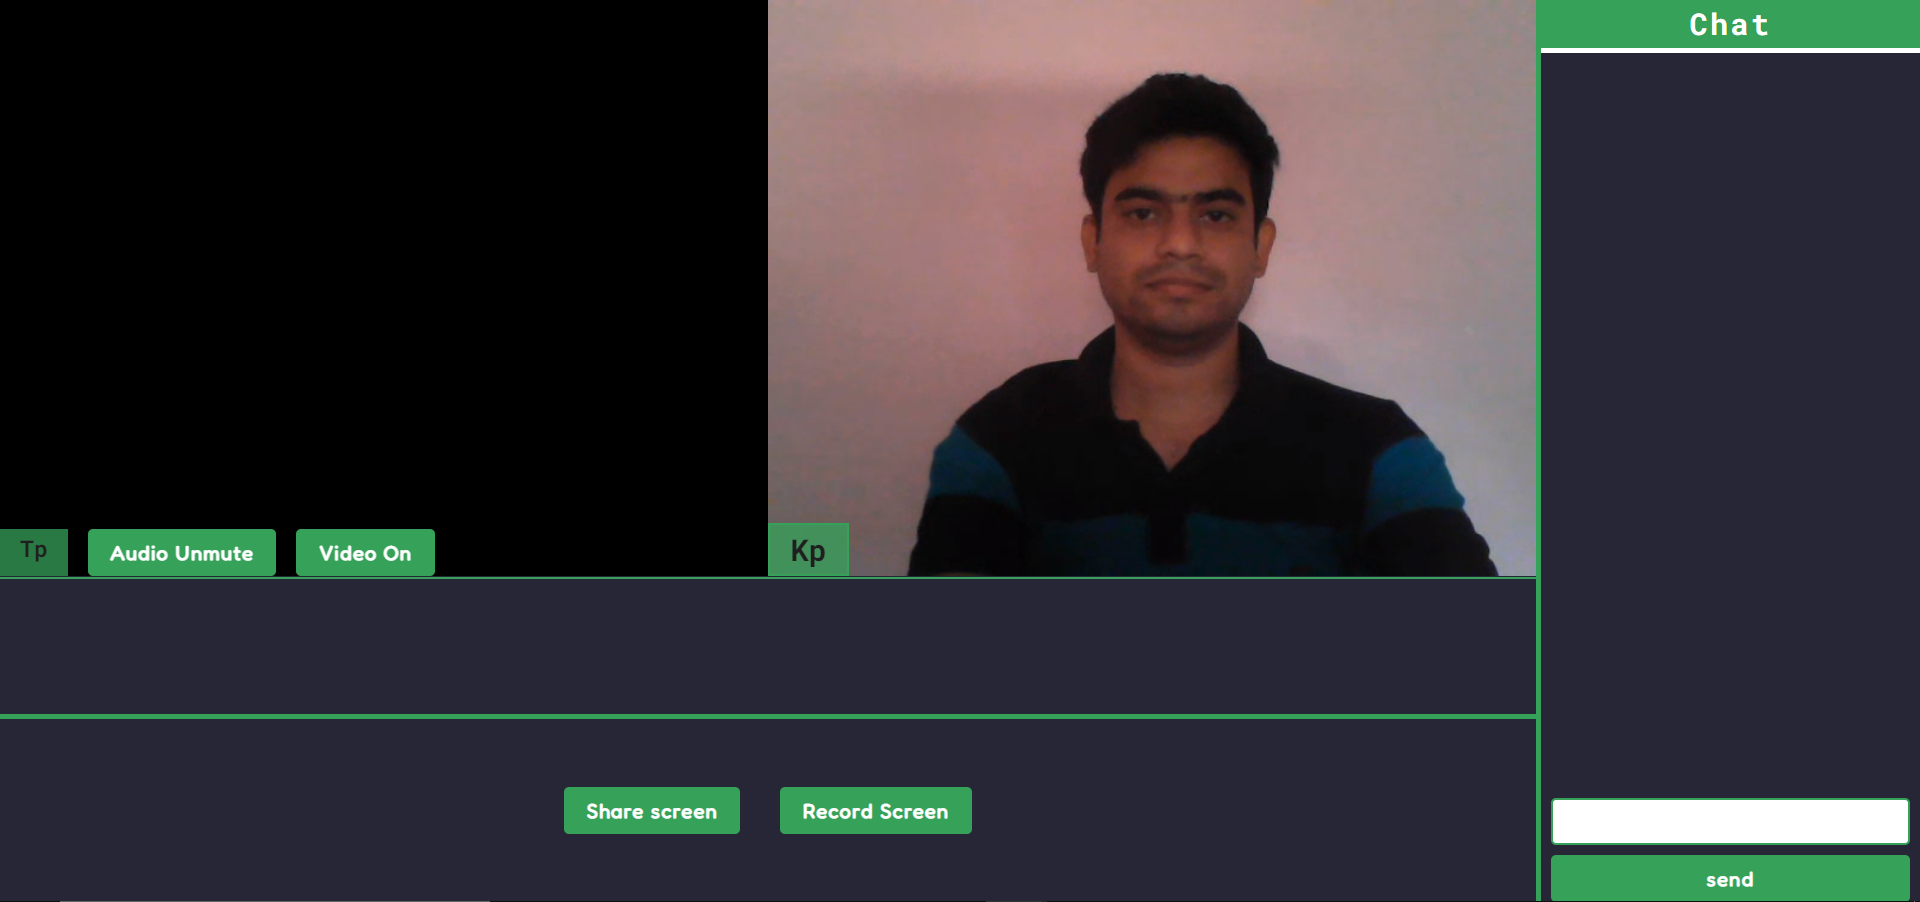 Chat
Tp
Audio Unmute
Video On
Kp
Share screen
Record Screen
send